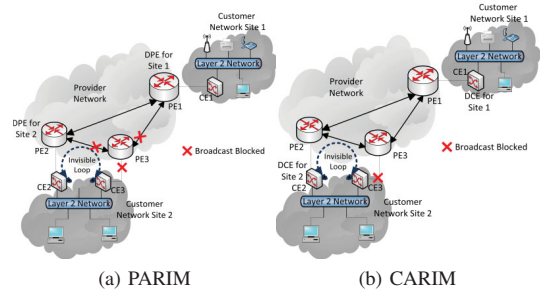 Customer
Network Site 1
DPE for
Site 1
Layer 2 Network
Provider
Network
CE1
PE1
DPE for
Site 2
PE2
PE3
Broadcast Blocked
Invisible
Loop
CE2
CE3
Layer 2 Network
Customer
Network Site 2
(a) PARIM
Customer
Network Site 1
Layer 2 Network
Provider
Network
CE1
PE1
DCE for
Site 1
PE2
PE3
Broadcast Blocked
DCE for
Site 2
Invisible
Loop
CE2
CE3
Layer 2 Network
Customer
Network Site 2
(b) CARIM